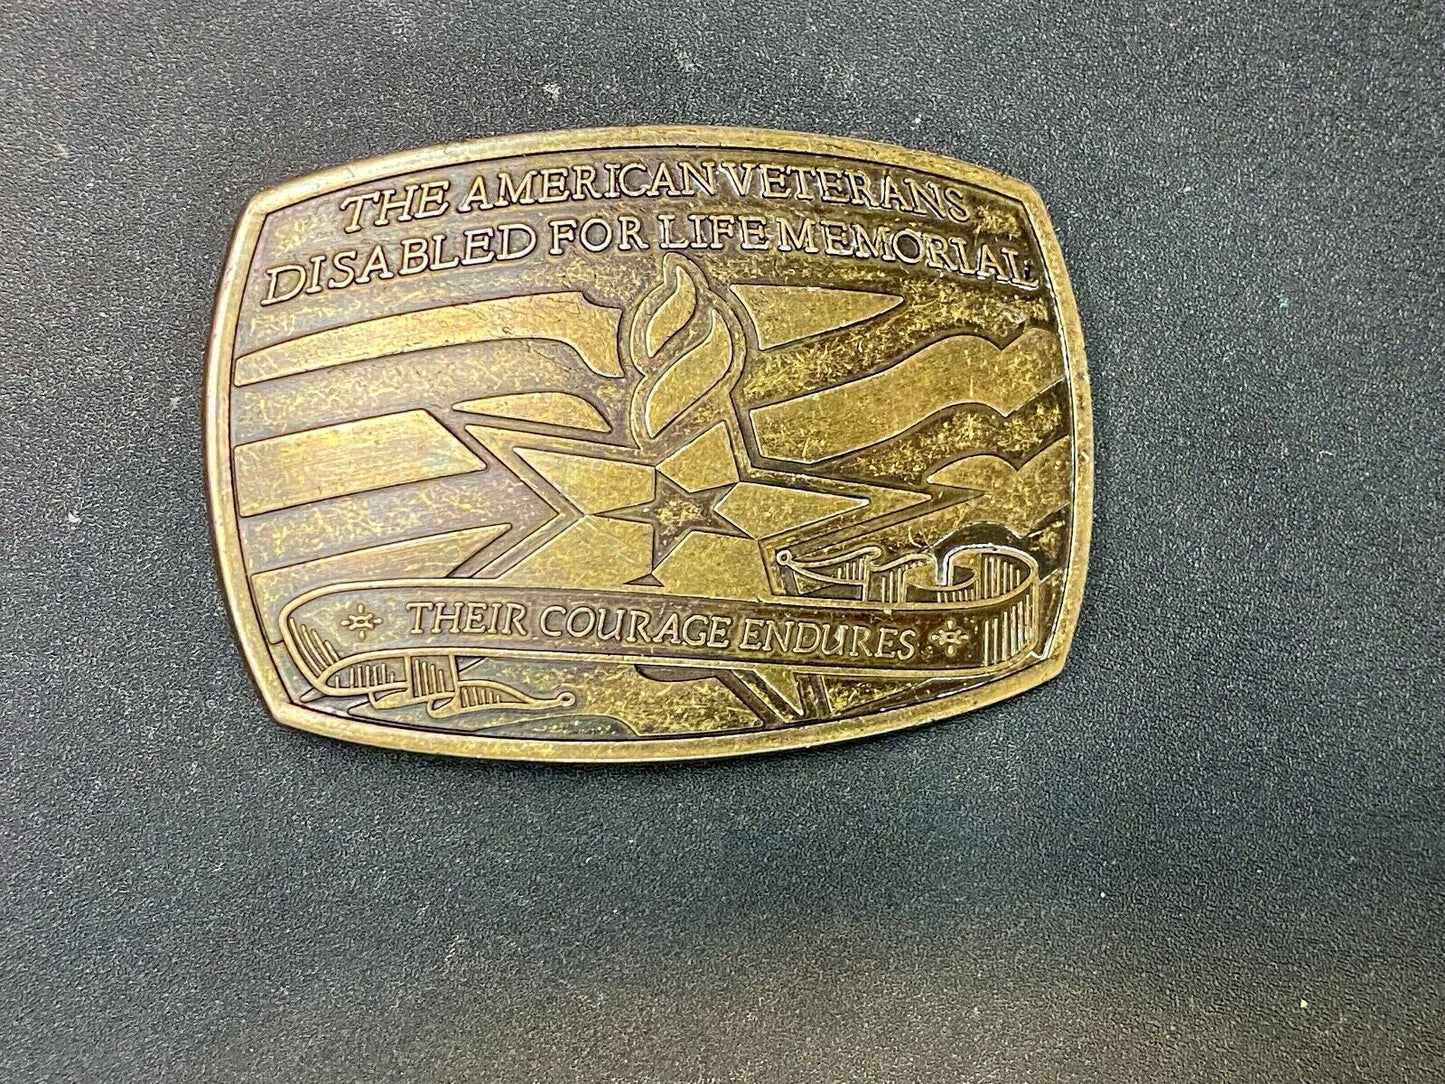 THE AMERICAN VETERANS
DISABLED FOR LIFE MEMORIAL
THEIR COURAGE ENDURES